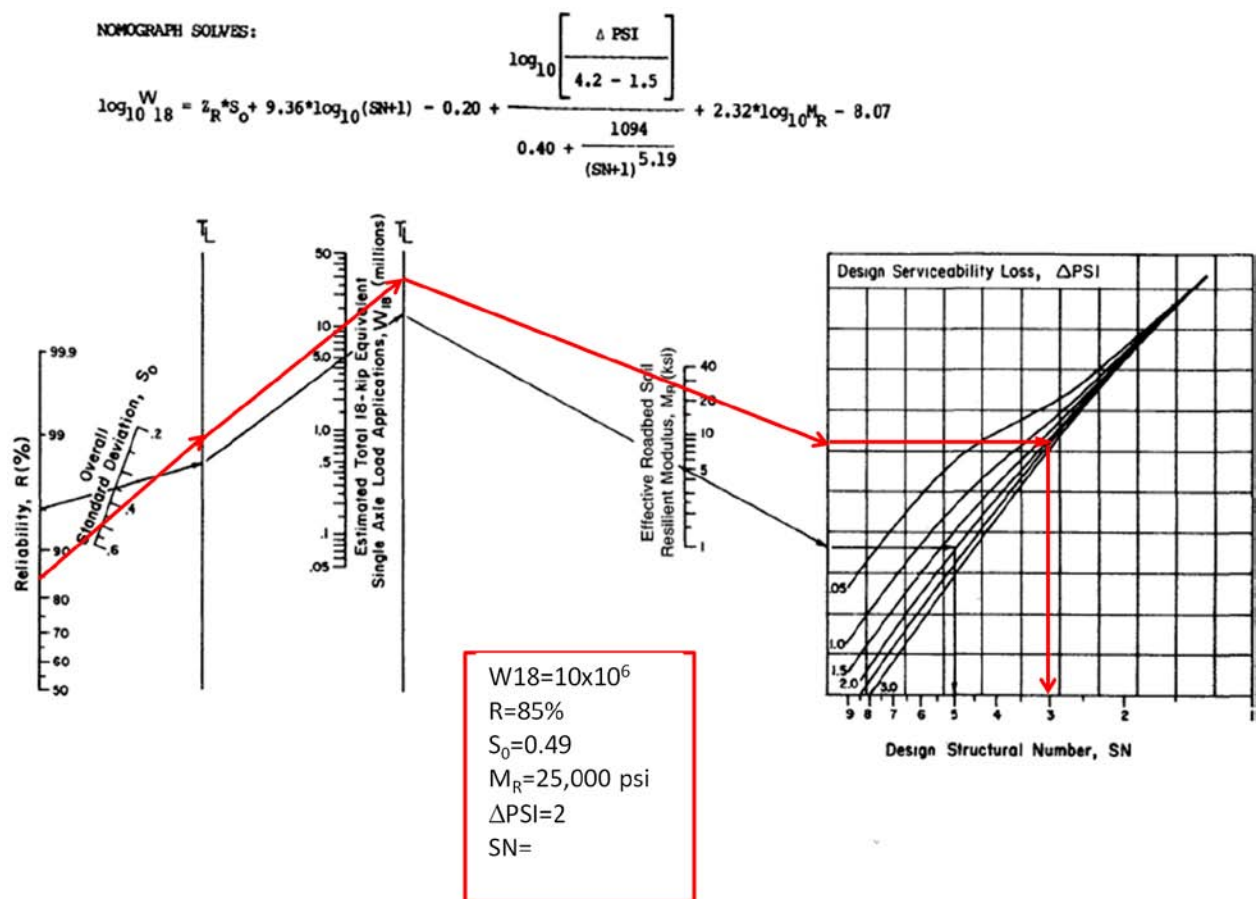 NOMOGRAPH SOLVES:
log10 W18 = ZR*So + 9.36*log10(SN+1) - 0.20 + log10[Δ PSI / (4.2 - 1.5)] / (0.40 + 1094 / (SN+1)^5.19) + 2.32*log10MR - 8.07
TL
TL
Reliability, R (%)
99.9
99
90
80
70
60
50
Overall
Standard Deviation, So
.2
.4
.6
Estimated Total 18-kip Equivalent
Single Axle Load Applications, W18 (millions)
50
10
5.0
1.0
.5
.1
.05
Effective Roadbed Soil
Resilient Modulus, MR (ksi)
40
20
10
5
1
Design Serviceability Loss, ΔPSI
.05
1.0
1.5
2.0
3.0
9 8 7 6 5 4 3 2 1
Design Structural Number, SN
W18=10x10⁶
R=85%
S₀=0.49
MR=25,000 psi
ΔPSI=2
SN=